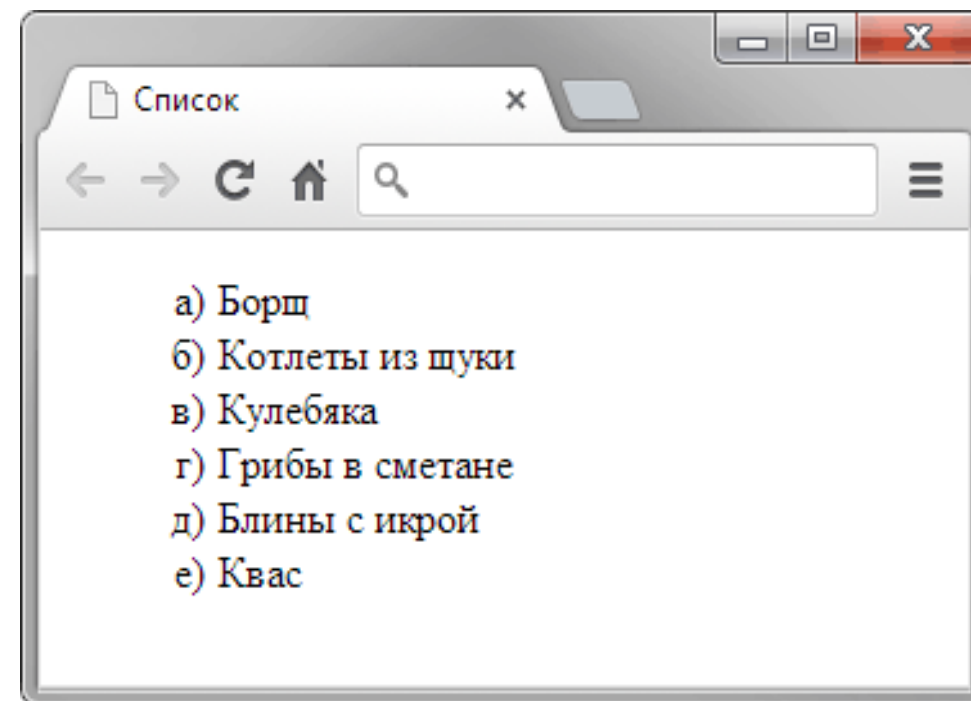 Список
а) Борщ
б) Котлеты из щуки
в) Кулебяка
г) Грибы в сметане
д) Блины с икрой
е) Квас